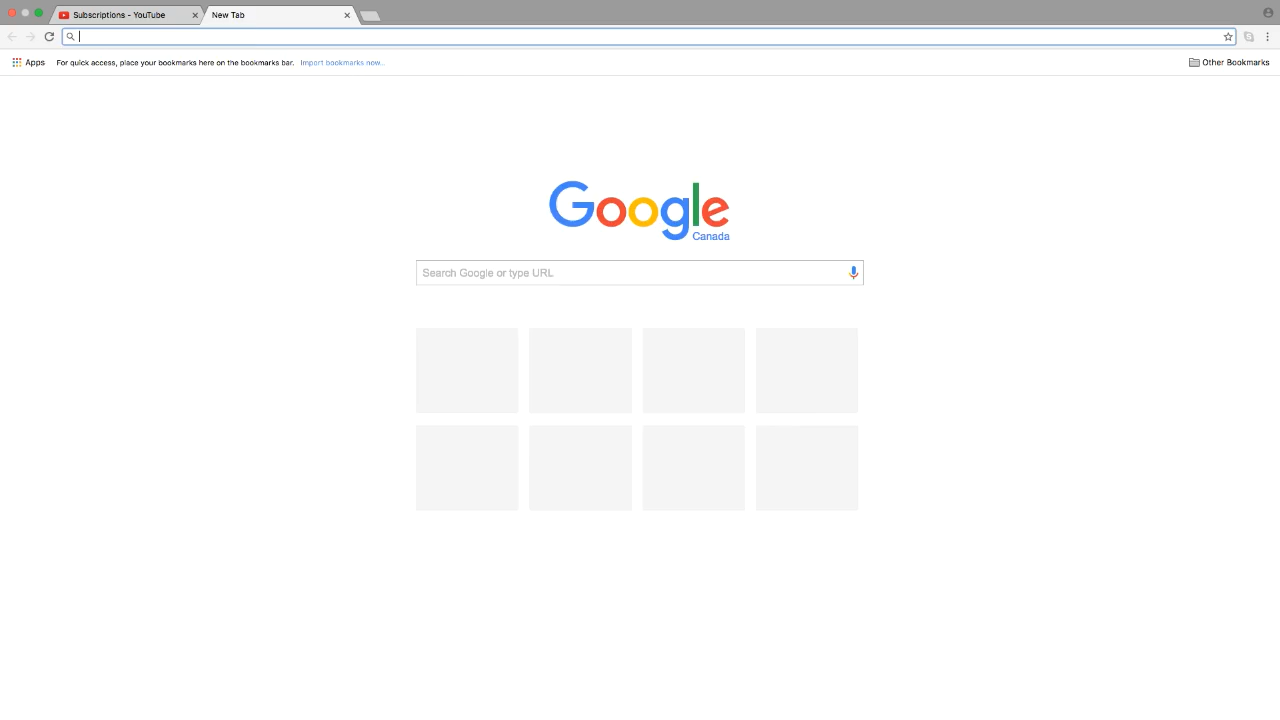 Subscriptions - YouTube
New Tab
Apps
For quick access, place your bookmarks here on the bookmarks bar. Import bookmarks now...
Other Bookmarks
Google
Canada
Search Google or type URL